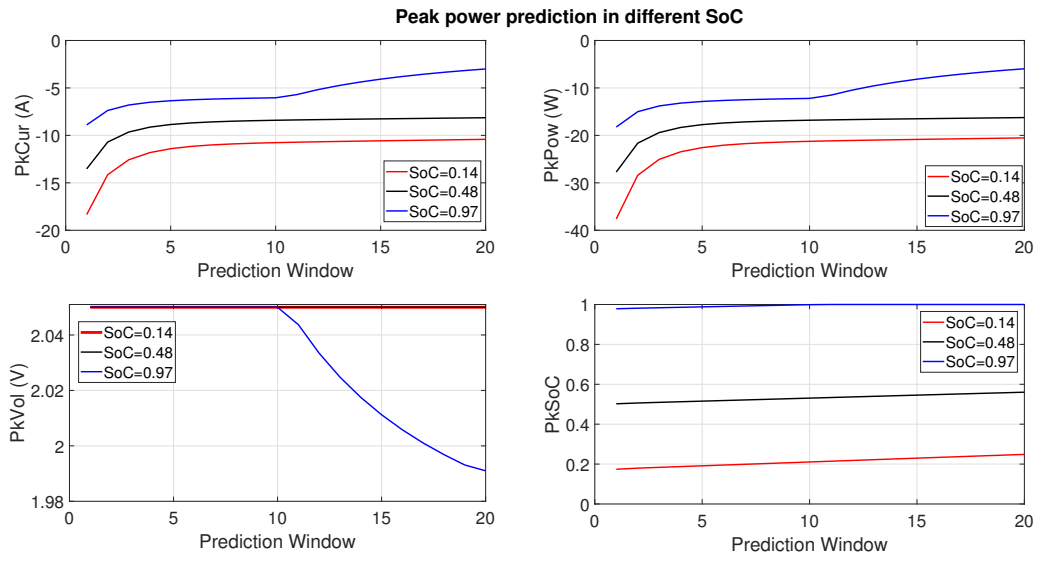 Peak power prediction in different SoC
PkCur (A)
0
-5
-10
-15
-20
0
5
10
15
20
Prediction Window
SoC=0.14
SoC=0.48
SoC=0.97
PkPow (W)
0
-10
-20
-30
-40
0
5
10
15
20
Prediction Window
SoC=0.14
SoC=0.48
SoC=0.97
PkVol (V)
2.04
2.02
2
1.98
0
5
10
15
20
Prediction Window
SoC=0.14
SoC=0.48
SoC=0.97
PkSoC
1
0.8
0.6
0.4
0.2
0
0
5
10
15
20
Prediction Window
SoC=0.14
SoC=0.48
SoC=0.97